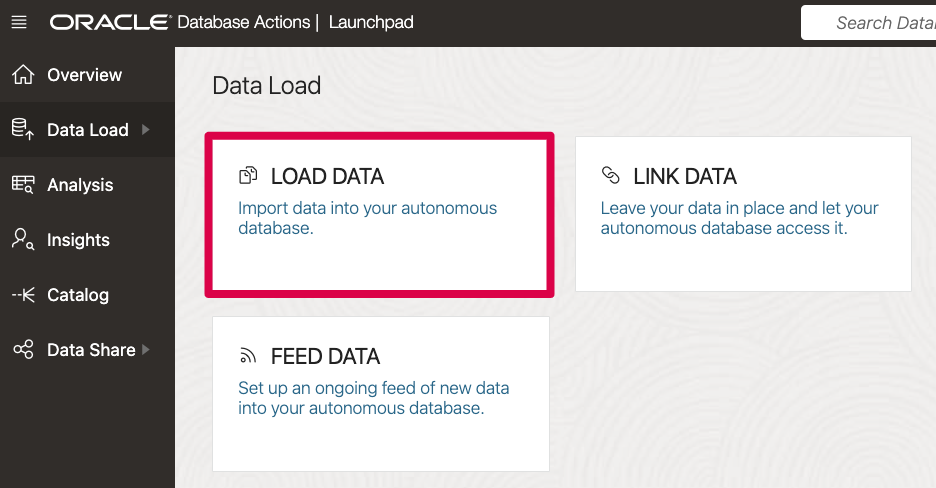 ORACLE® Database Actions | Launchpad
Search Data
Overview
Data Load
Analysis
Insights
Catalog
Data Share
Data Load
LOAD DATA
Import data into your autonomous
database.
LINK DATA
Leave your data in place and let your
autonomous database access it.
FEED DATA
Set up an ongoing feed of new data
into your autonomous database.